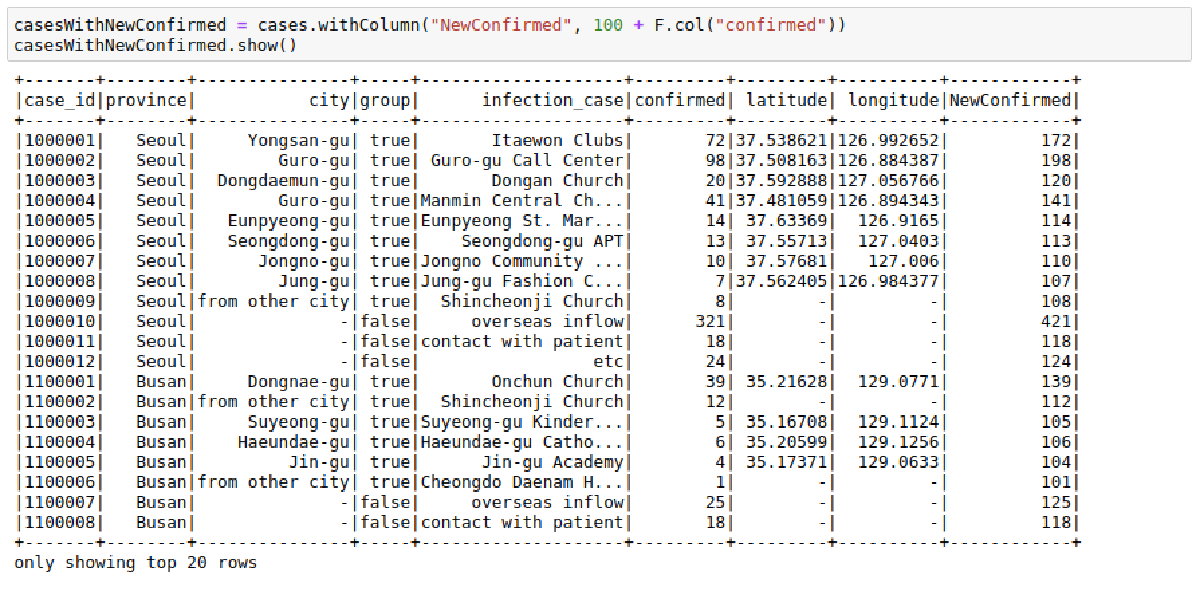 casesWithNewConfirmed = cases.withColumn("NewConfirmed", 100 + F.col("confirmed"))
casesWithNewConfirmed.show()
+-------+--------+---------------+-----+--------------------+---------+---------+----------+------------+
|case_id|province|           city|group|      infection_case|confirmed| latitude| longitude|NewConfirmed|
+-------+--------+---------------+-----+--------------------+---------+---------+----------+------------+
|1000001|   Seoul|     Yongsan-gu| true|       Itaewon Clubs|       72|37.538621|126.992652|         172|
|1000002|   Seoul|        Guro-gu| true| Guro-gu Call Center|       98|37.508163|126.884387|         198|
|1000003|   Seoul|  Dongdaemun-gu| true|       Dongan Church|       20|37.592888|127.056766|         120|
|1000004|   Seoul|        Guro-gu| true|Manmin Central Ch...|       41|37.481059|126.894343|         141|
|1000005|   Seoul|   Eunpyeong-gu| true|Eunpyeong St. Mar...|       14| 37.63369|  126.9165|         114|
|1000006|   Seoul|   Seongdong-gu| true|    Seongdong-gu APT|       13| 37.55713|  127.0403|         113|
|1000007|   Seoul|      Jongno-gu| true|Jongno Community ...|       10| 37.57681|   127.006|         110|
|1000008|   Seoul|        Jung-gu| true|Jung-gu Fashion C...|        7|37.562405|126.984377|         107|
|1000009|   Seoul|from other city| true|  Shincheonji Church|        8|        -|         -|         108|
|1000010|   Seoul|              -|false|     overseas inflow|      321|        -|         -|         421|
|1000011|   Seoul|              -|false|contact with patient|       18|        -|         -|         118|
|1000012|   Seoul|              -|false|                 etc|       24|        -|         -|         124|
|1100001|   Busan|     Dongnae-gu| true|       Onchun Church|       39| 35.21628|  129.0771|         139|
|1100002|   Busan|from other city| true|  Shincheonji Church|       12|        -|         -|         112|
|1100003|   Busan|     Suyeong-gu| true|Suyeong-gu Kinder...|        5| 35.16708|  129.1124|         105|
|1100004|   Busan|    Haeundae-gu| true|Haeundae-gu Catho...|        6| 35.20599|  129.1256|         106|
|1100005|   Busan|         Jin-gu| true|      Jin-gu Academy|        4| 35.17371|  129.0633|         104|
|1100006|   Busan|from other city| true|Cheongdo Daenam H...|        1|        -|         -|         101|
|1100007|   Busan|              -|false|     overseas inflow|       25|        -|         -|         125|
|1100008|   Busan|              -|false|contact with patient|       18|        -|         -|         118|
+-------+--------+---------------+-----+--------------------+---------+---------+----------+------------+
only showing top 20 rows